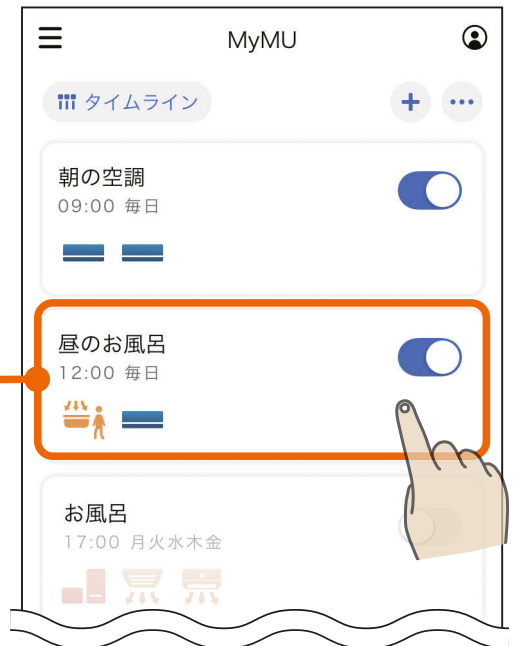 MyMU
タイムライン
朝の空調
09:00 毎日
昼のお風呂
12:00 毎日
お風呂
17:00 月火水木金